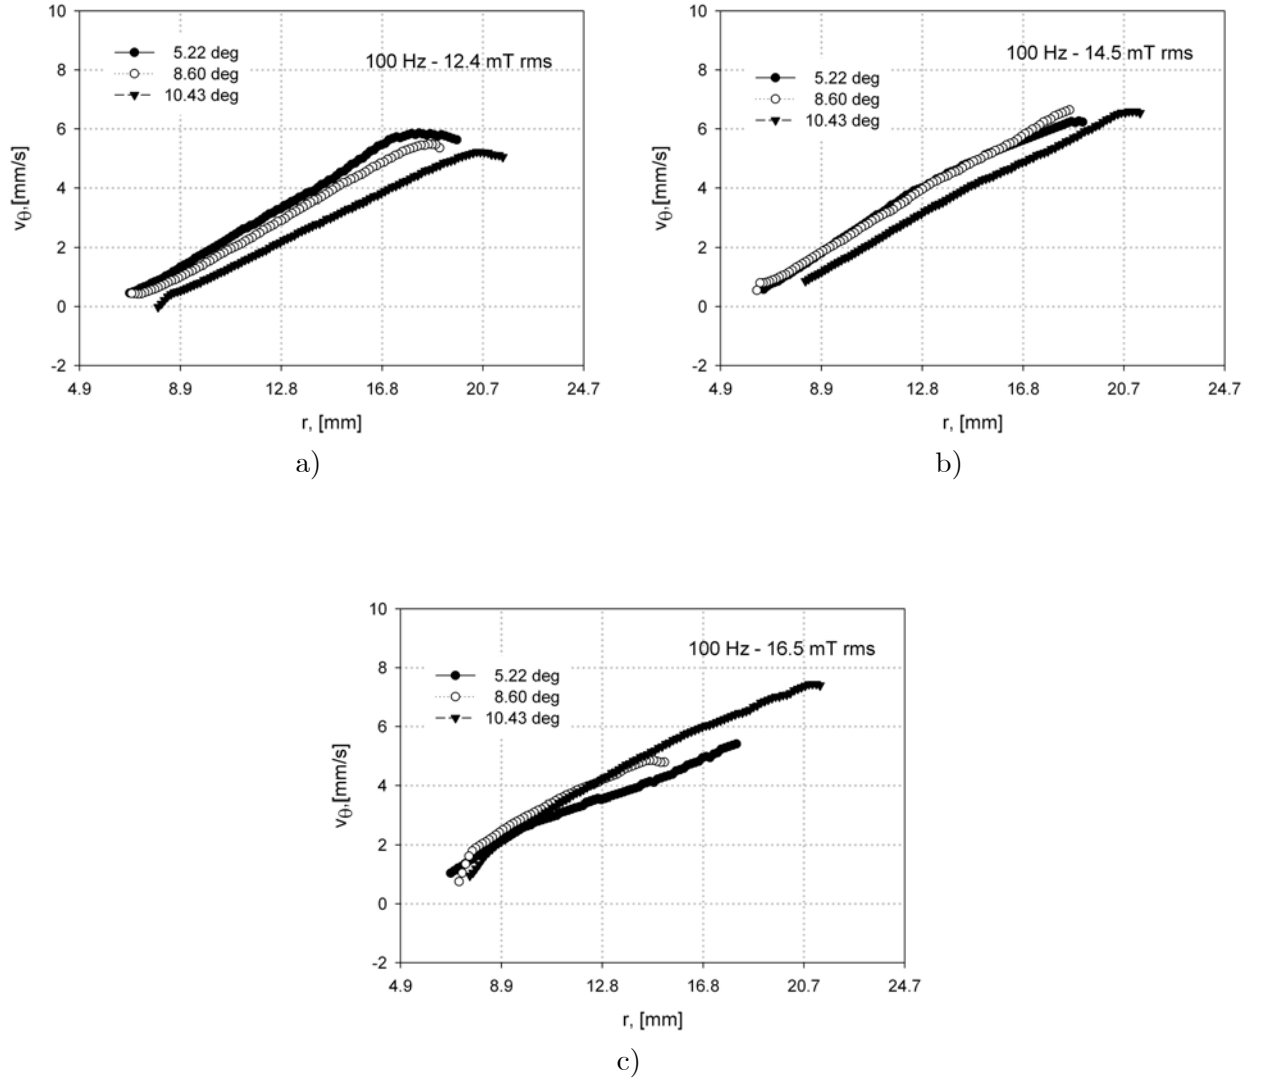 10
8
6
4
2
0
-2
4.9 8.9 12.8 16.8 20.7 24.7
vθ,[mm/s]
r, [mm]
5.22 deg
8.60 deg
10.43 deg
100 Hz - 12.4 mT rms
a)
10
8
6
4
2
0
-2
4.9 8.9 12.8 16.8 20.7 24.7
vθ,[mm/s]
r, [mm]
5.22 deg
8.60 deg
10.43 deg
100 Hz - 14.5 mT rms
b)
10
8
6
4
2
0
-2
4.9 8.9 12.8 16.8 20.7 24.7
vθ,[mm/s]
r, [mm]
5.22 deg
8.60 deg
10.43 deg
100 Hz - 16.5 mT rms
c)